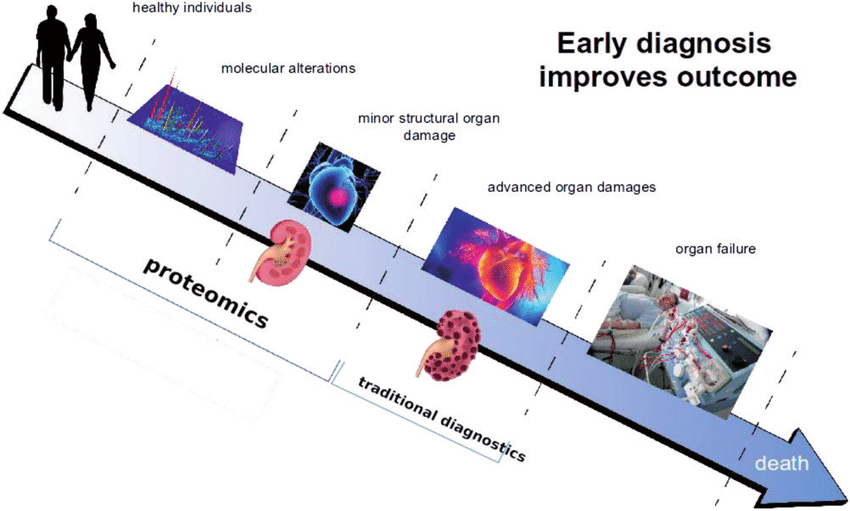 healthy individuals
Early diagnosis
improves outcome
molecular alterations
minor structural organ
damage
advanced organ damages
organ failure
proteomics
traditional diagnostics
death